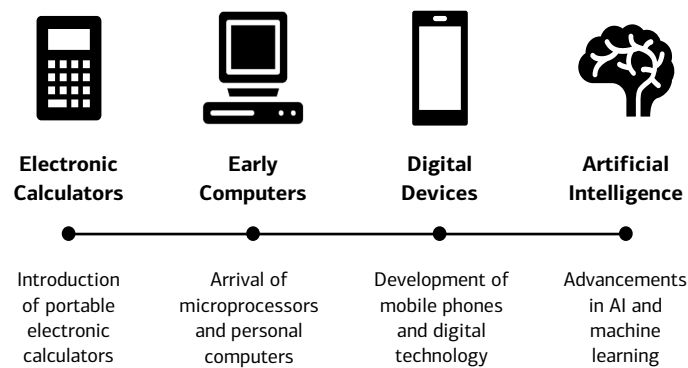 Electronic
Calculators
Early
Computers
Digital
Devices
Artificial
Intelligence
Introduction
of portable
electronic
calculators
Arrival of
microprocessors
and personal
computers
Development of
mobile phones
and digital
technology
Advancements
in AI and
machine
learning